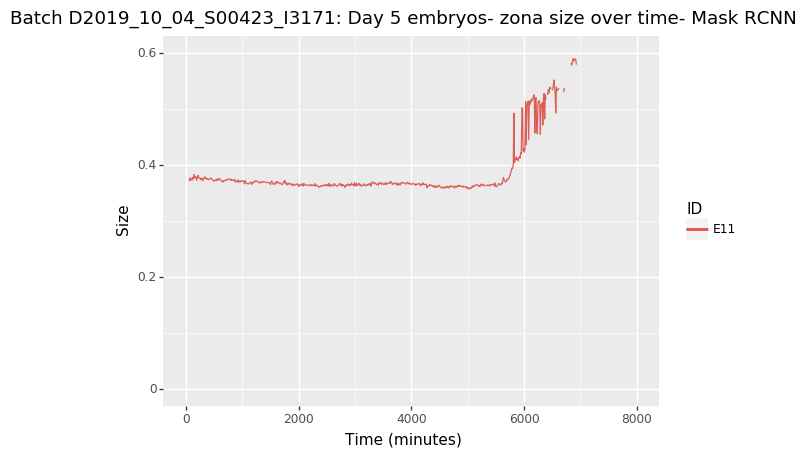 Batch D2019_10_04_S00423_I3171: Day 5 embryos- zona size over time- Mask RCNN
0.6
0.4
0.2
0
Size
0 2000 4000 6000 8000
Time (minutes)
ID
E11